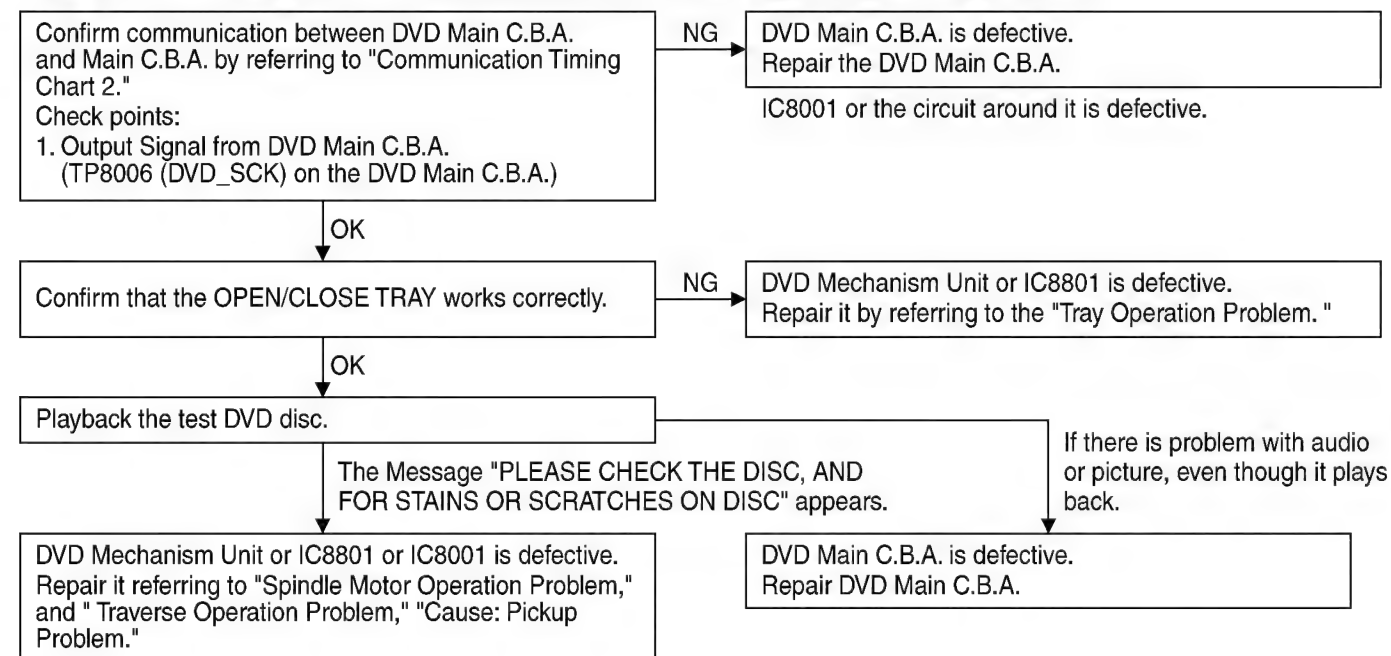 Confirm communication between DVD Main C.B.A.
and Main C.B.A. by referring to "Communication Timing
Chart 2."
Check points:
1. Output Signal from DVD Main C.B.A.
(TP8006 (DVD_SCK) on the DVD Main C.B.A.)
NG
DVD Main C.B.A. is defective.
Repair the DVD Main C.B.A.
IC8001 or the circuit around it is defective.
OK
Confirm that the OPEN/CLOSE TRAY works correctly.
NG
DVD Mechanism Unit or IC8801 is defective.
Repair it by referring to the "Tray Operation Problem. "
OK
Playback the test DVD disc.
The Message "PLEASE CHECK THE DISC, AND
FOR STAINS OR SCRATCHES ON DISC" appears.
If there is problem with audio
or picture, even though it plays
back.
DVD Mechanism Unit or IC8801 or IC8001 is defective.
Repair it referring to "Spindle Motor Operation Problem,"
and " Traverse Operation Problem," "Cause: Pickup
Problem."
DVD Main C.B.A. is defective.
Repair DVD Main C.B.A.